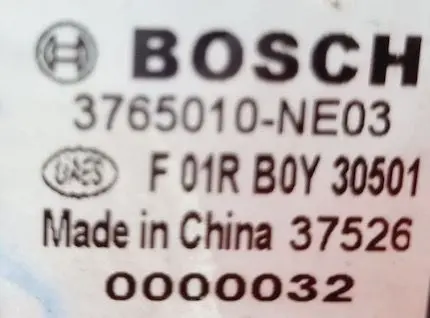 BOSCH
3765010-NE03
UAES F 01R B0Y 30501
Made in China 37526
0000032